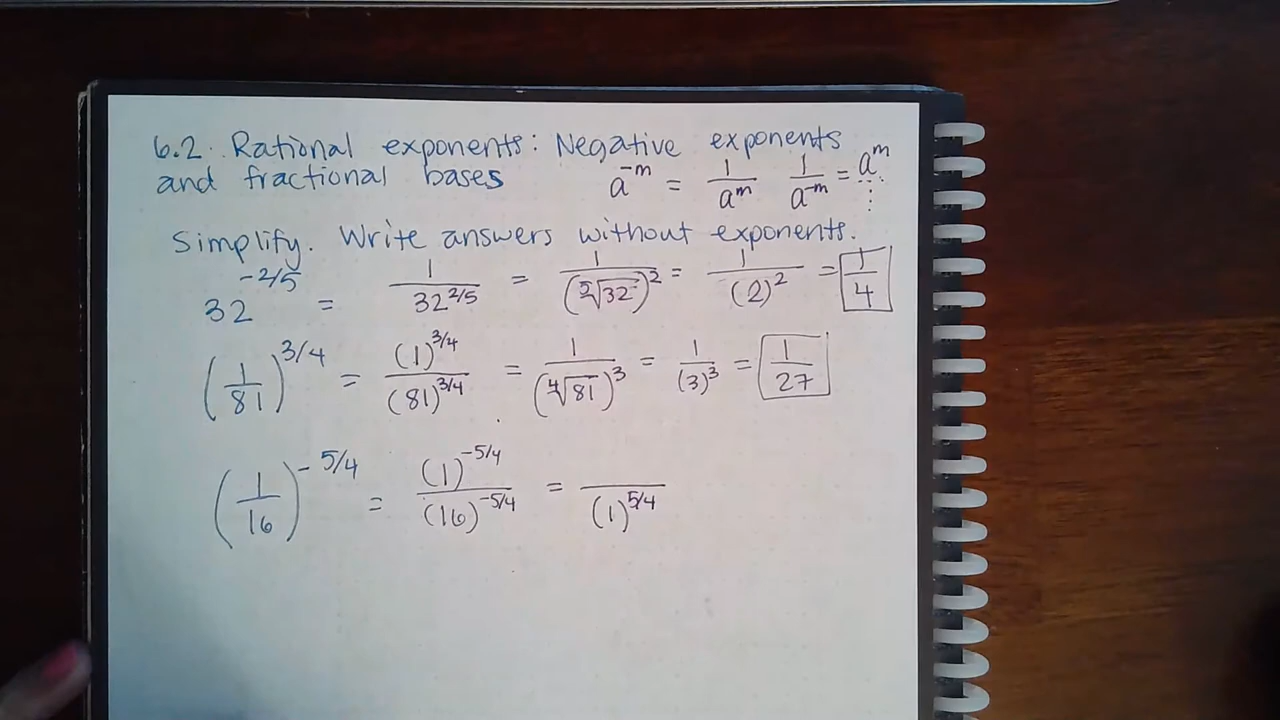 6.2. Rational exponents: Negative exponents
and fractional bases a^{-m} = 1/a^m 1/a^{-m} = a^m
Simplify. Write answers without exponents.
32^{-2/5} = 1/32^{2/5} = 1/(⁵√32)^2 = 1/(2)^2 = 1/4
(1/81)^{3/4} = (1)^{3/4}/(81)^{3/4} = 1/(⁴√81)^3 = 1/(3)^3 = 1/27
(1/16)^{-5/4} = (1)^{-5/4}/(16)^{-5/4} = /(1)^{5/4}